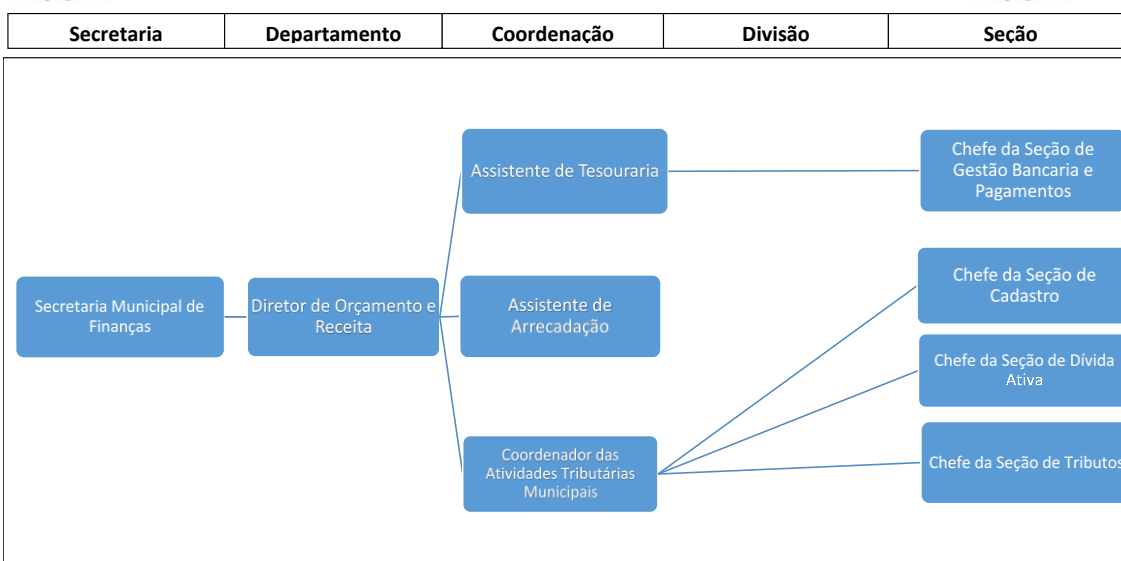 Secretaria
Departamento
Coordenação
Divisão
Seção
Assistente de Tesouraria
Chefe da Seção de
Gestão Bancaria e
Pagamentos
Secretaria Municipal de
Finanças
Diretor de Orçamento e
Receita
Assistente de
Arrecadação
Chefe da Seção de
Cadastro
Chefe da Seção de Dívida
Ativa
Coordenador das
Atividades Tributárias
Municipais
Chefe da Seção de Tributos